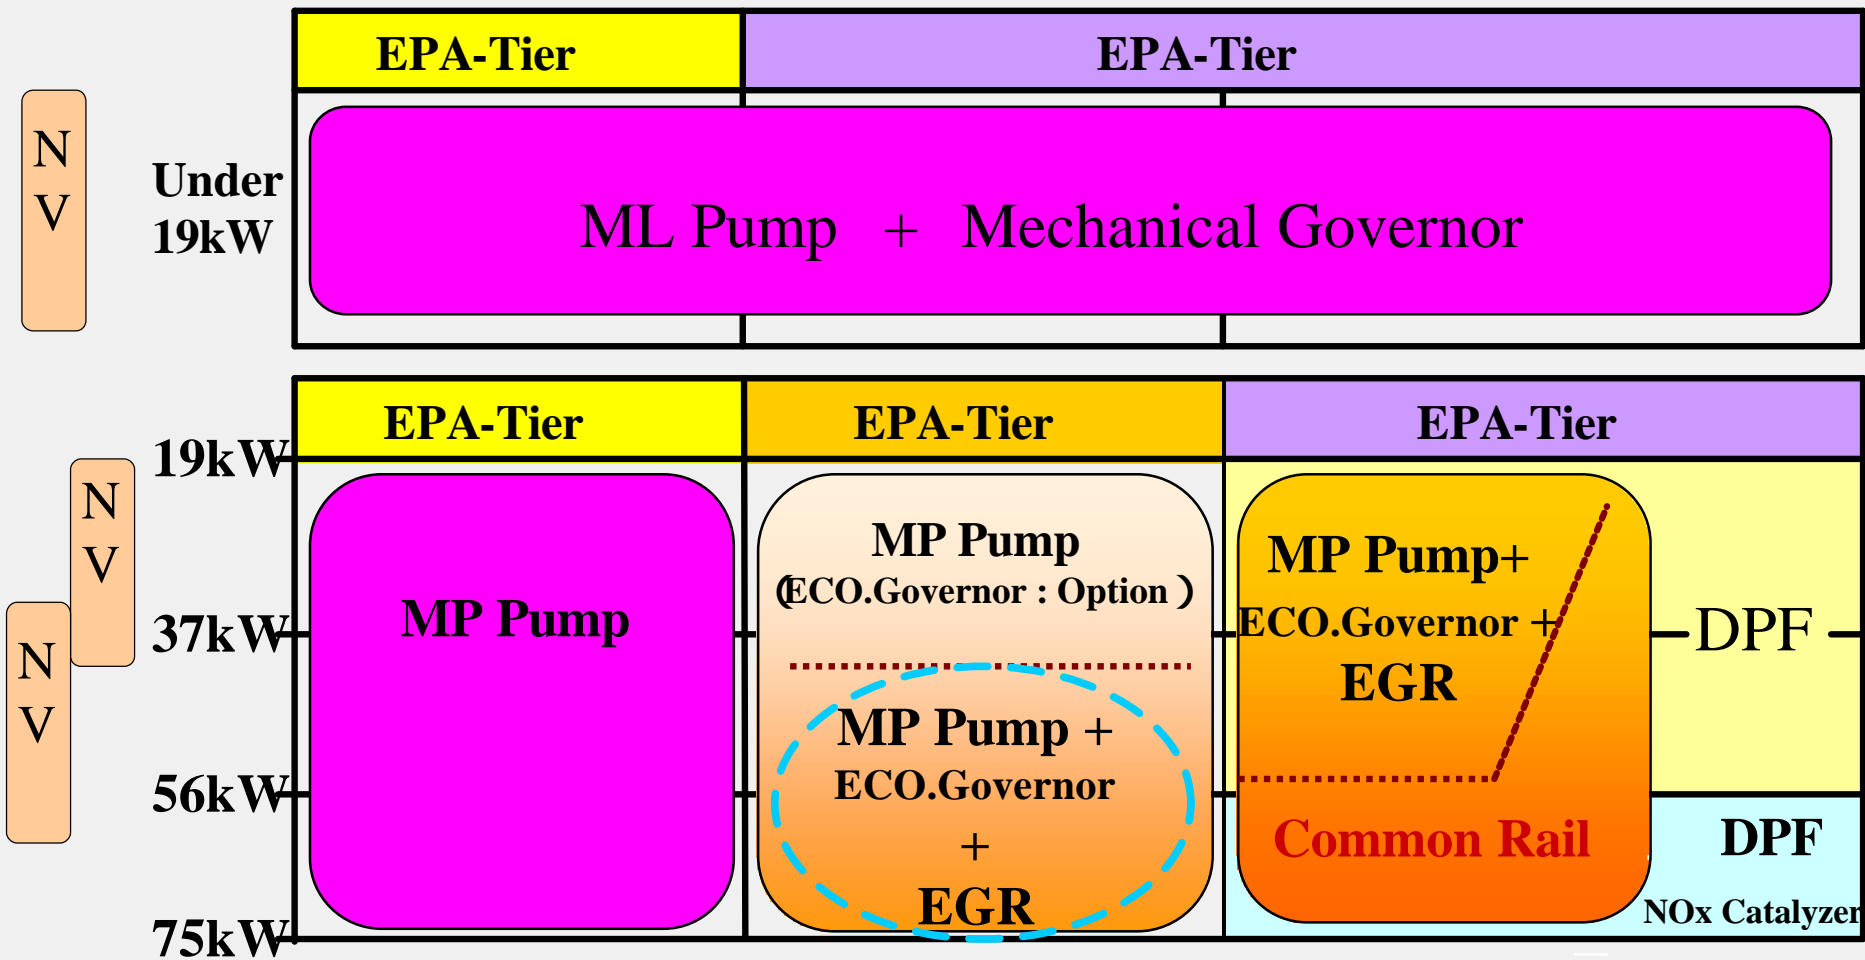 EPA-Tier EPA-Tier
N
V
Under
19kW
ML Pump + Mechanical Governor
EPA-Tier EPA-Tier EPA-Tier
19kW
N
V
MP Pump
(ECO.Governor : Option )
MP Pump+
ECO.Governor +
EGR
MP Pump
37kW
DPF
N
V
MP Pump +
ECO.Governor
+
EGR
56kW
Common Rail
DPF
NOx Catalyzer
75kW